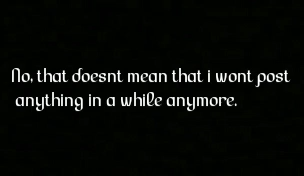 No, that doesnt mean that i wont post
anything in a while anymore.